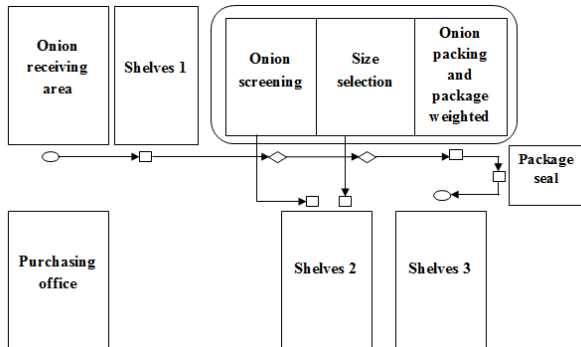 Onion
receiving
area
Shelves 1
Onion
screening
Size
selection
Onion
packing
and
package
weighted
Package
seal
Purchasing
office
Shelves 2
Shelves 3